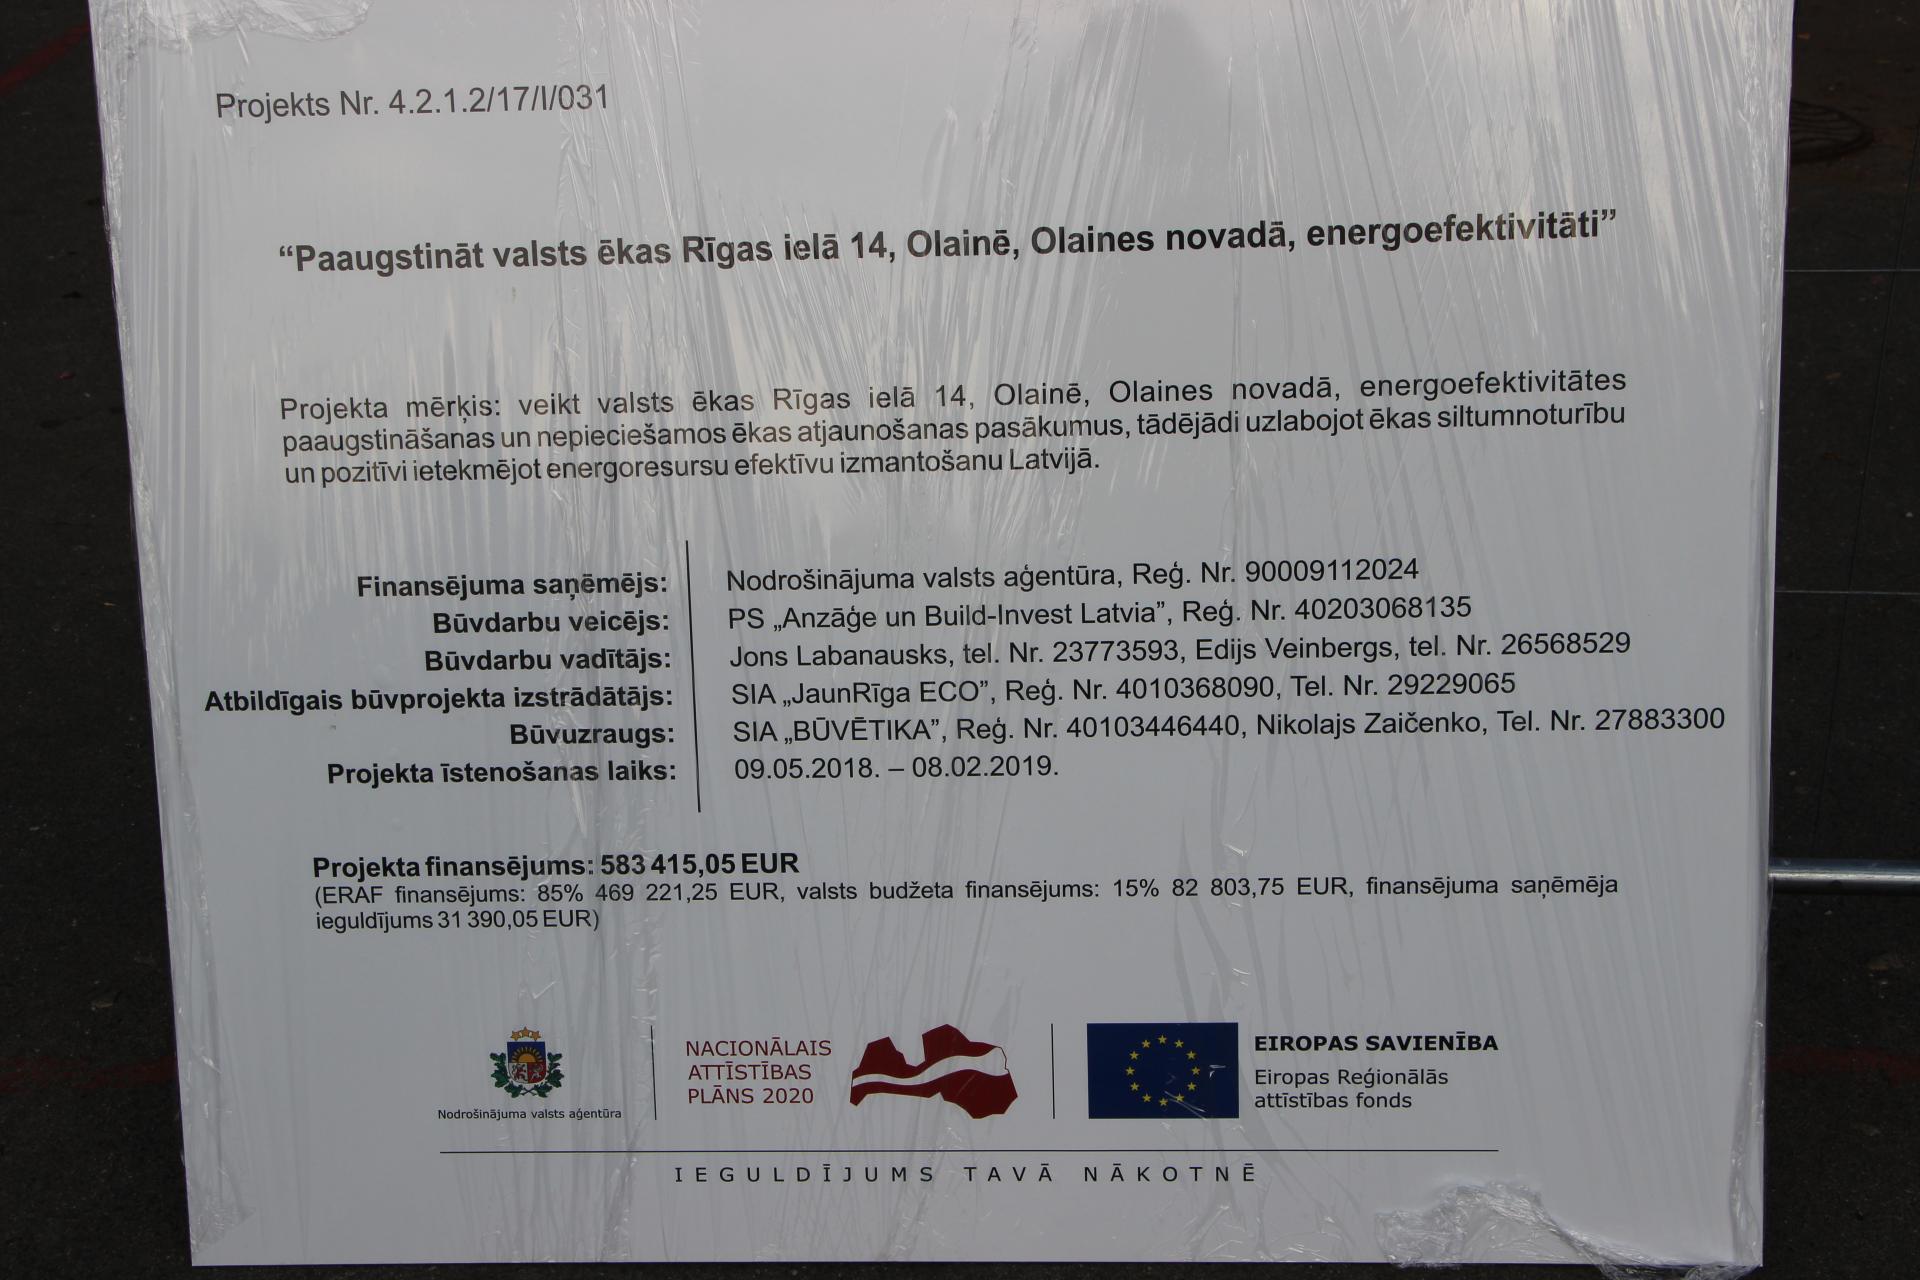 Projekts Nr. 4.2.1.2/17/I/031
“Paaugstināt valsts ēkas Rīgas ielā 14, Olainē, Olaines novadā, energoefektivitāti”
Projekta mērķis: veikt valsts ēkas Rīgas ielā 14, Olainē, Olaines novadā, energoefektivitātes
paaugstināšanas un nepieciešamos ēkas atjaunošanas pasākumus, tādējādi uzlabojot ēkas siltumnoturību
un pozitīvi ietekmējot energoresursu efektīvu izmantošanu Latvijā.
Finansējuma saņēmējs: Nodrošinājuma valsts aģentūra, Reģ. Nr. 90009112024
Būvdarbu veicējs: PS „Anzāģe un Build-Invest Latvia”, Reģ. Nr. 40203068135
Būvdarbu vadītājs: Jons Labanausks, tel. Nr. 23773593, Edijs Veinbergs, tel. Nr. 26568529
Atbildīgais būvprojekta izstrādātājs: SIA „JaunRīga ECO”, Reģ. Nr. 4010368090, Tel. Nr. 29229065
Būvuzraugs: SIA „BŪVĒTIKA”, Reģ. Nr. 40103446440, Nikolajs Zaičenko, Tel. Nr. 27883300
Projekta īstenošanas laiks: 09.05.2018. – 08.02.2019.
Projekta finansējums: 583 415,05 EUR
(ERAF finansējums: 85% 469 221,25 EUR, valsts budžeta finansējums: 15% 82 803,75 EUR, finansējuma saņēmēja
ieguldījums 31 390,05 EUR)
Nodrošinājuma valsts aģentūra
NACIONĀLAIS
ATTĪSTĪBAS
PLĀNS 2020
EIROPAS SAVIENĪBA
Eiropas Reģionālās
attīstības fonds
IEGULDĪJUMS TAVĀ NĀKOTNĒ